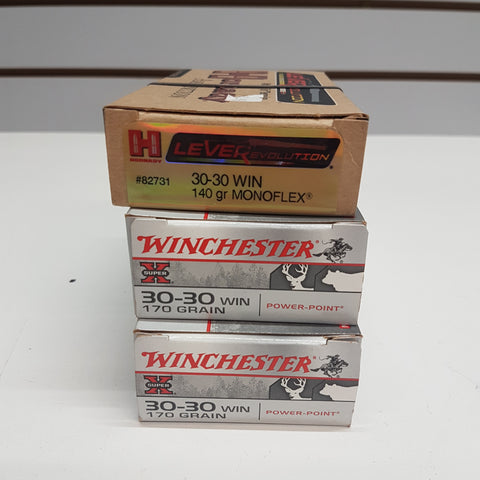 H
HORNADY
LEVEREVOLUTION
#82731
30-30 WIN
140 gr MONOFLEX®
WINCHESTER
SUPER X
30-30 WIN
170 GRAIN
POWER-POINT®
WINCHESTER
SUPER X
30-30 WIN
170 GRAIN
POWER-POINT®